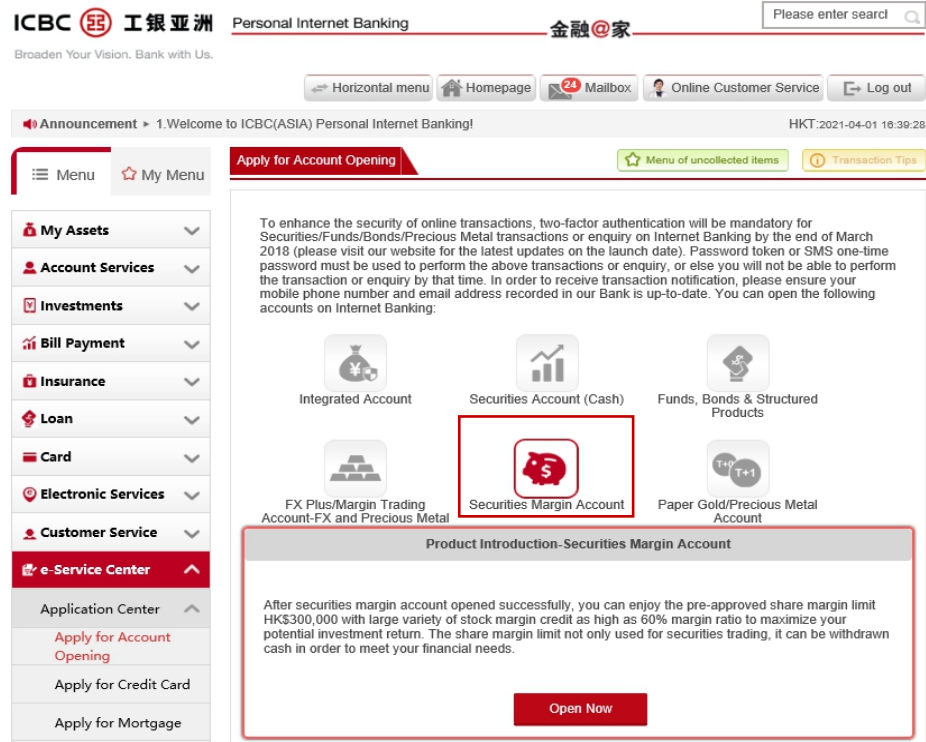 ICBC 工银亚洲
Broaden Your Vision. Bank with Us.
Personal Internet Banking
金融@家
Please enter search
Horizontal menu
Homepage
24
Mailbox
Online Customer Service
Log out
Announcement
1.Welcome to ICBC(ASIA) Personal Internet Banking!
HKT:2021-04-01 16:39:28
Menu
My Menu
My Assets
Account Services
Investments
Bill Payment
Insurance
Loan
Card
Electronic Services
Customer Service
e-Service Center
Application Center
Apply for Account
Opening
Apply for Credit Card
Apply for Mortgage
Apply for Account Opening
Menu of uncollected items
Transaction Tips
To enhance the security of online transactions, two-factor authentication will be mandatory for
Securities/Funds/Bonds/Precious Metal transactions or enquiry on Internet Banking by the end of March
2018 (please visit our website for the latest updates on the launch date). Password token or SMS one-time
password must be used to perform the above transactions or enquiry, or else you will not be able to perform
the transaction or enquiry by that time. In order to receive transaction notification, please ensure your
mobile phone number and email address recorded in our Bank is up-to-date. You can open the following
accounts on Internet Banking:
¥
Integrated Account
Securities Account (Cash)
Funds, Bonds & Structured
Products
FX Plus/Margin Trading
Account-FX and Precious Metal
$
Securities Margin Account
T+0
T+1
Paper Gold/Precious Metal
Account
Product Introduction-Securities Margin Account
After securities margin account opened successfully, you can enjoy the pre-approved share margin limit
HK$300,000 with large variety of stock margin credit as high as 60% margin ratio to maximize your
potential investment return. The share margin limit not only used for securities trading, it can be withdrawn
cash in order to meet your financial needs.
Open Now